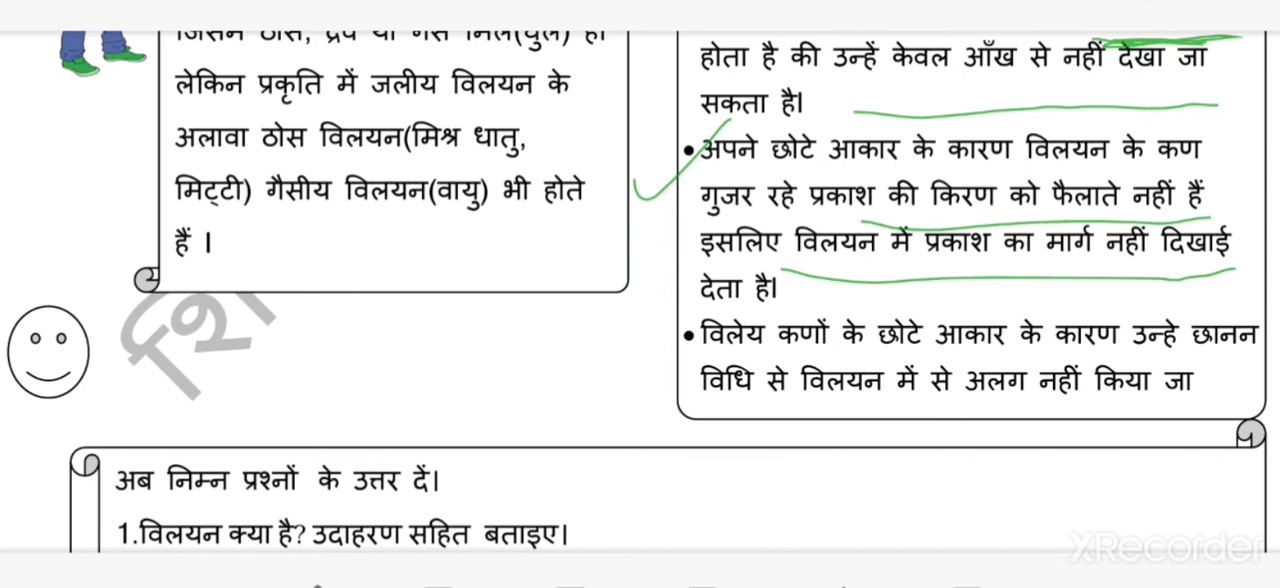 जिसमें ठोस, द्रव या गैस मिले(घुले) हों
लेकिन प्रकृति में जलीय विलयन के
अलावा ठोस विलयन(मिश्र धातु,
मिट्टी) गैसीय विलयन(वायु) भी होते
हैं ।
होता है की उन्हें केवल आँख से नहीं देखा जा
सकता है।
• अपने छोटे आकार के कारण विलयन के कण
गुजर रहे प्रकाश की किरण को फैलाते नहीं हैं
इसलिए विलयन में प्रकाश का मार्ग नहीं दिखाई
देता है।
• विलेय कणों के छोटे आकार के कारण उन्हे छानन
विधि से विलयन में से अलग नहीं किया जा
शि
अब निम्न प्रश्नों के उत्तर दें।
1.विलयन क्या है? उदाहरण सहित बताइए।
XRecorder